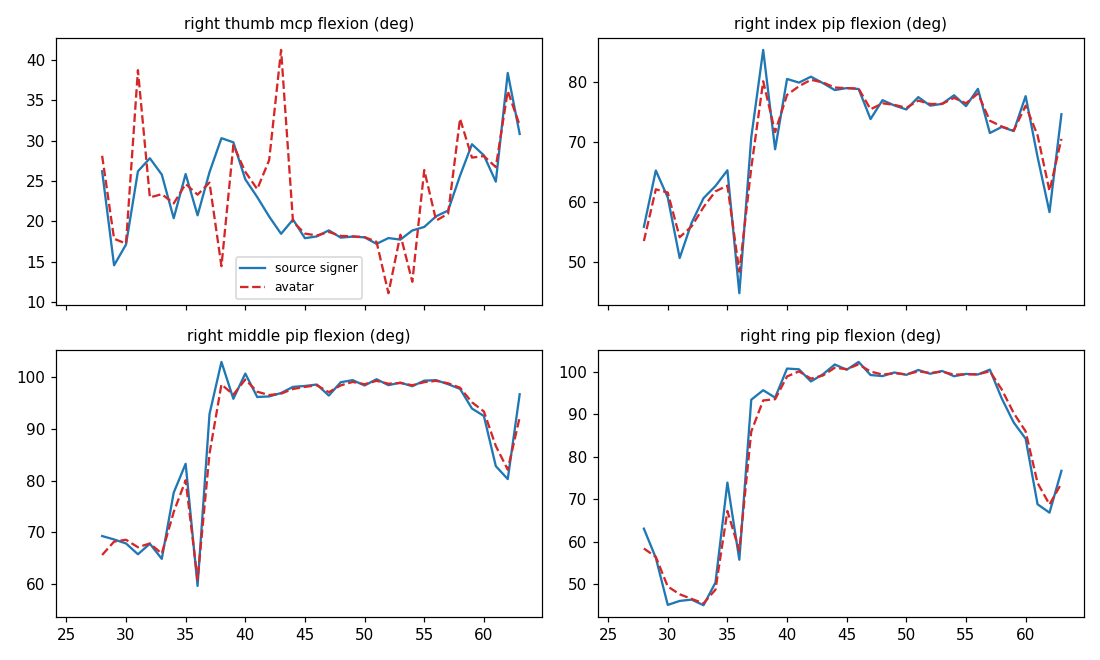 right thumb mcp flexion (deg)
40
35
30
25
20
15
10
source signer
avatar
right index pip flexion (deg)
80
70
60
50
right middle pip flexion (deg)
100
90
80
70
60
25 30 35 40 45 50 55 60
right ring pip flexion (deg)
100
90
80
70
60
50
25 30 35 40 45 50 55 60